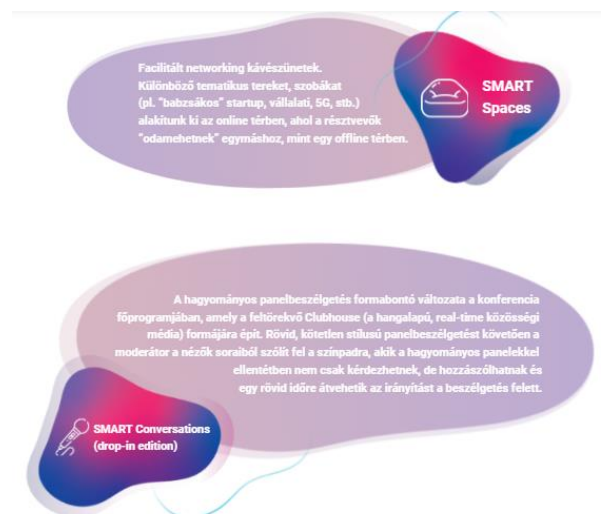 Facilitált networking kávészünetek.
Különböző tematikus tereket, szobákat
(pl. "babzsákos" startup, vállalati, 5G, stb.)
alakítunk ki az online térben, ahol a résztvevők
"odamehetnek" egymáshoz, mint egy offline térben.
SMART
Spaces
A hagyományos panelbeszélgetés formabontó változata a konferencia
főprogramjában, amely a feltörekvő Clubhouse (a hangalapú, real-time közösségi
média) formájára épít. Rövid, kötetlen stílusú panelbeszélgetést követően a
moderátor a nézők soraiból szólít fel a színpadra, akik a hagyományos panelekkel
ellentétben nem csak kérdezhetnek, de hozzászólhatnak és
egy rövid időre átvehetik az irányítást a beszélgetés felett.
SMART Conversations
(drop-in edition)